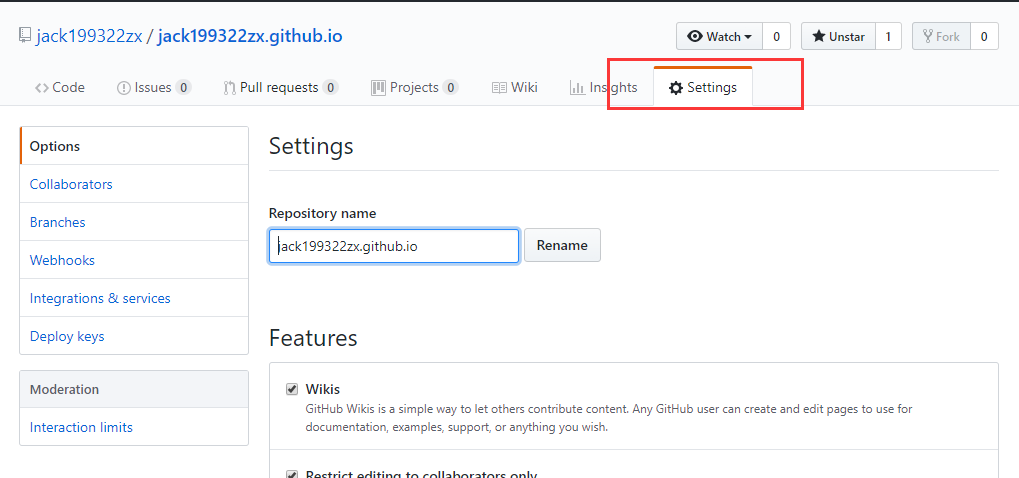 jack199322zx / jack199322zx.github.io
Watch 0 Unstar 1 Fork 0
Code Issues 0 Pull requests 0 Projects 0 Wiki Insights Settings
Options
Collaborators
Branches
Webhooks
Integrations & services
Deploy keys
Moderation
Interaction limits
Settings
Repository name
jack199322zx.github.io Rename
Features
Wikis
GitHub Wikis is a simple way to let others contribute content. Any GitHub user can create and edit pages to use for
documentation, examples, support, or anything you wish.
Restrict editing to collaborators only